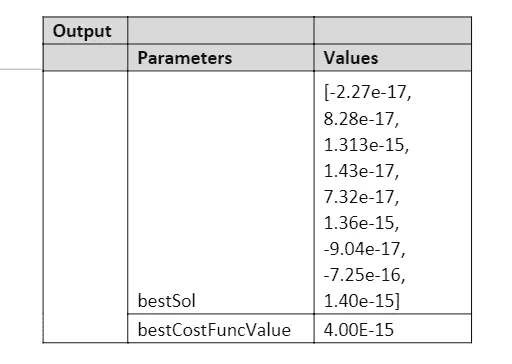 Output
Parameters Values
[-2.27e-17,
8.28e-17,
1.313e-15,
1.43e-17,
7.32e-17,
1.36e-15,
-9.04e-17,
-7.25e-16,
bestSol 1.40e-15]
bestCostFuncValue 4.00E-15